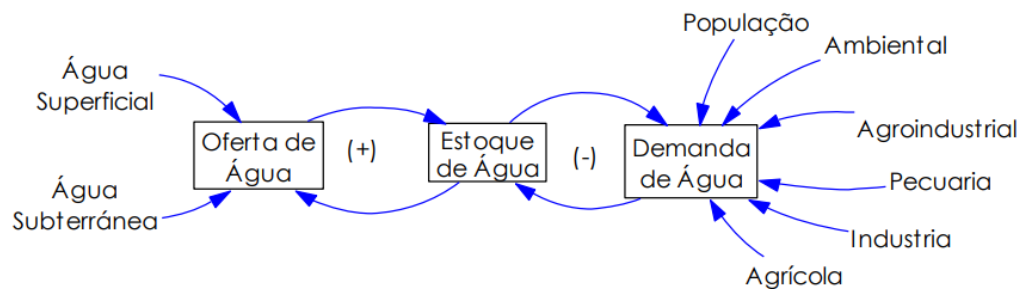 População
Ambiental
Água
Superficial
Agroindustrial
Oferta de
Água
(+)
Estoque
de Água
(-)
Demanda
de Água
Pecuaria
Água
Subterránea
Industria
Agrícola